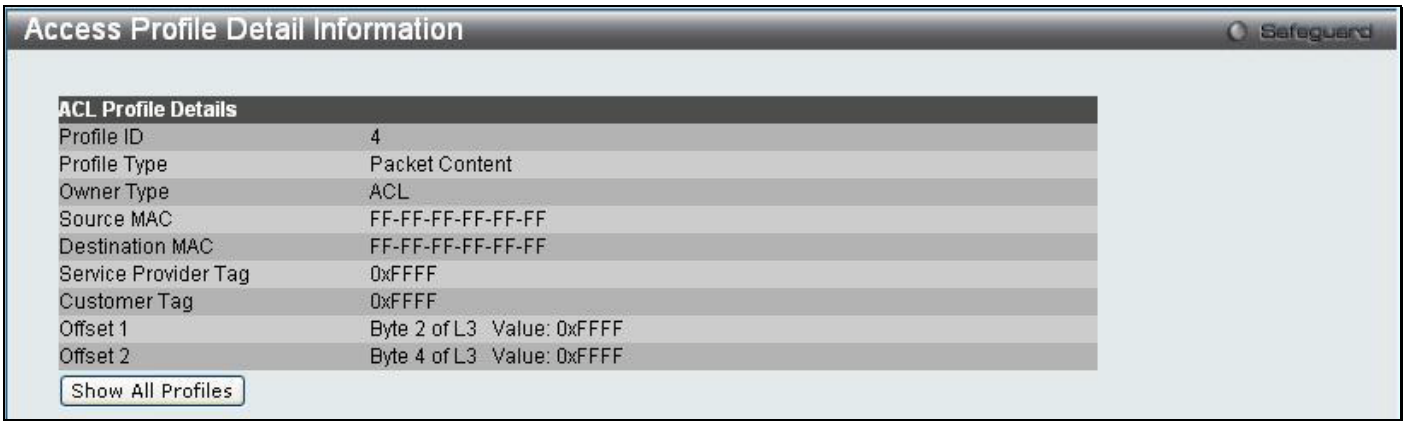 Access Profile Detail Information
Safeguard
ACL Profile Details
Profile ID 4
Profile Type Packet Content
Owner Type ACL
Source MAC FF-FF-FF-FF-FF-FF
Destination MAC FF-FF-FF-FF-FF-FF
Service Provider Tag 0xFFFF
Customer Tag 0xFFFF
Offset 1 Byte 2 of L3 Value: 0xFFFF
Offset 2 Byte 4 of L3 Value: 0xFFFF
Show All Profiles